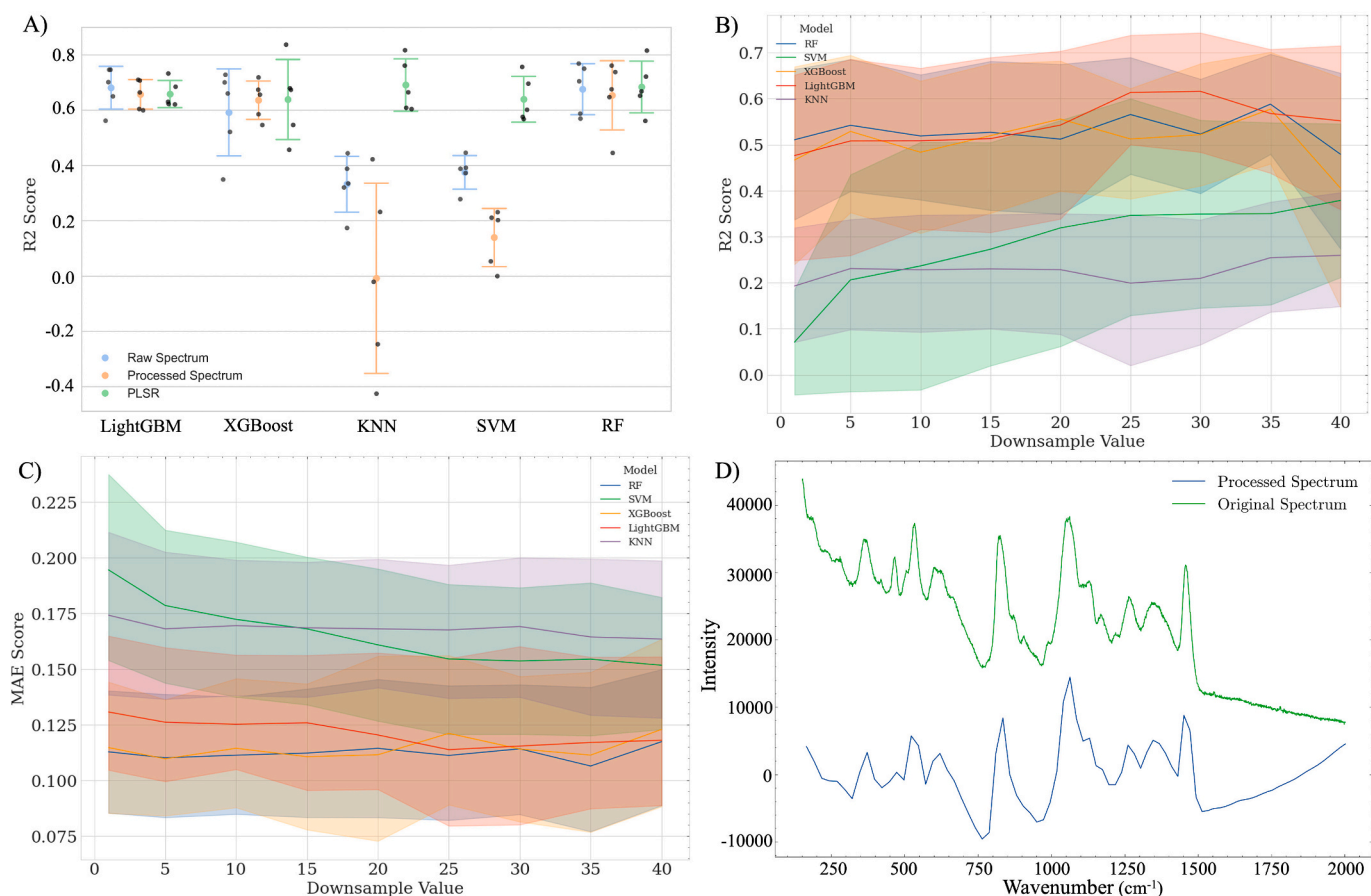 A)
0.8
0.6
0.4
0.2
0.0
-0.2
-0.4
R2 Score
Raw Spectrum
Processed Spectrum
PLSR
LightGBM XGBoost KNN SVM RF
B)
Model
RF
SVM
XGBoost
LightGBM
KNN
0.7
0.6
0.5
0.4
0.3
0.2
0.1
0.0
R2 Score
0 5 10 15 20 25 30 35 40
Downsample Value
C)
Model
RF
SVM
XGBoost
LightGBM
KNN
0.225
0.200
0.175
0.150
0.125
0.100
0.075
MAE Score
0 5 10 15 20 25 30 35 40
Downsample Value
D)
Processed Spectrum
Original Spectrum
40000
30000
20000
10000
0
-10000
Intensity
250 500 750 1000 1250 1500 1750 2000
Wavenumber (cm⁻¹)